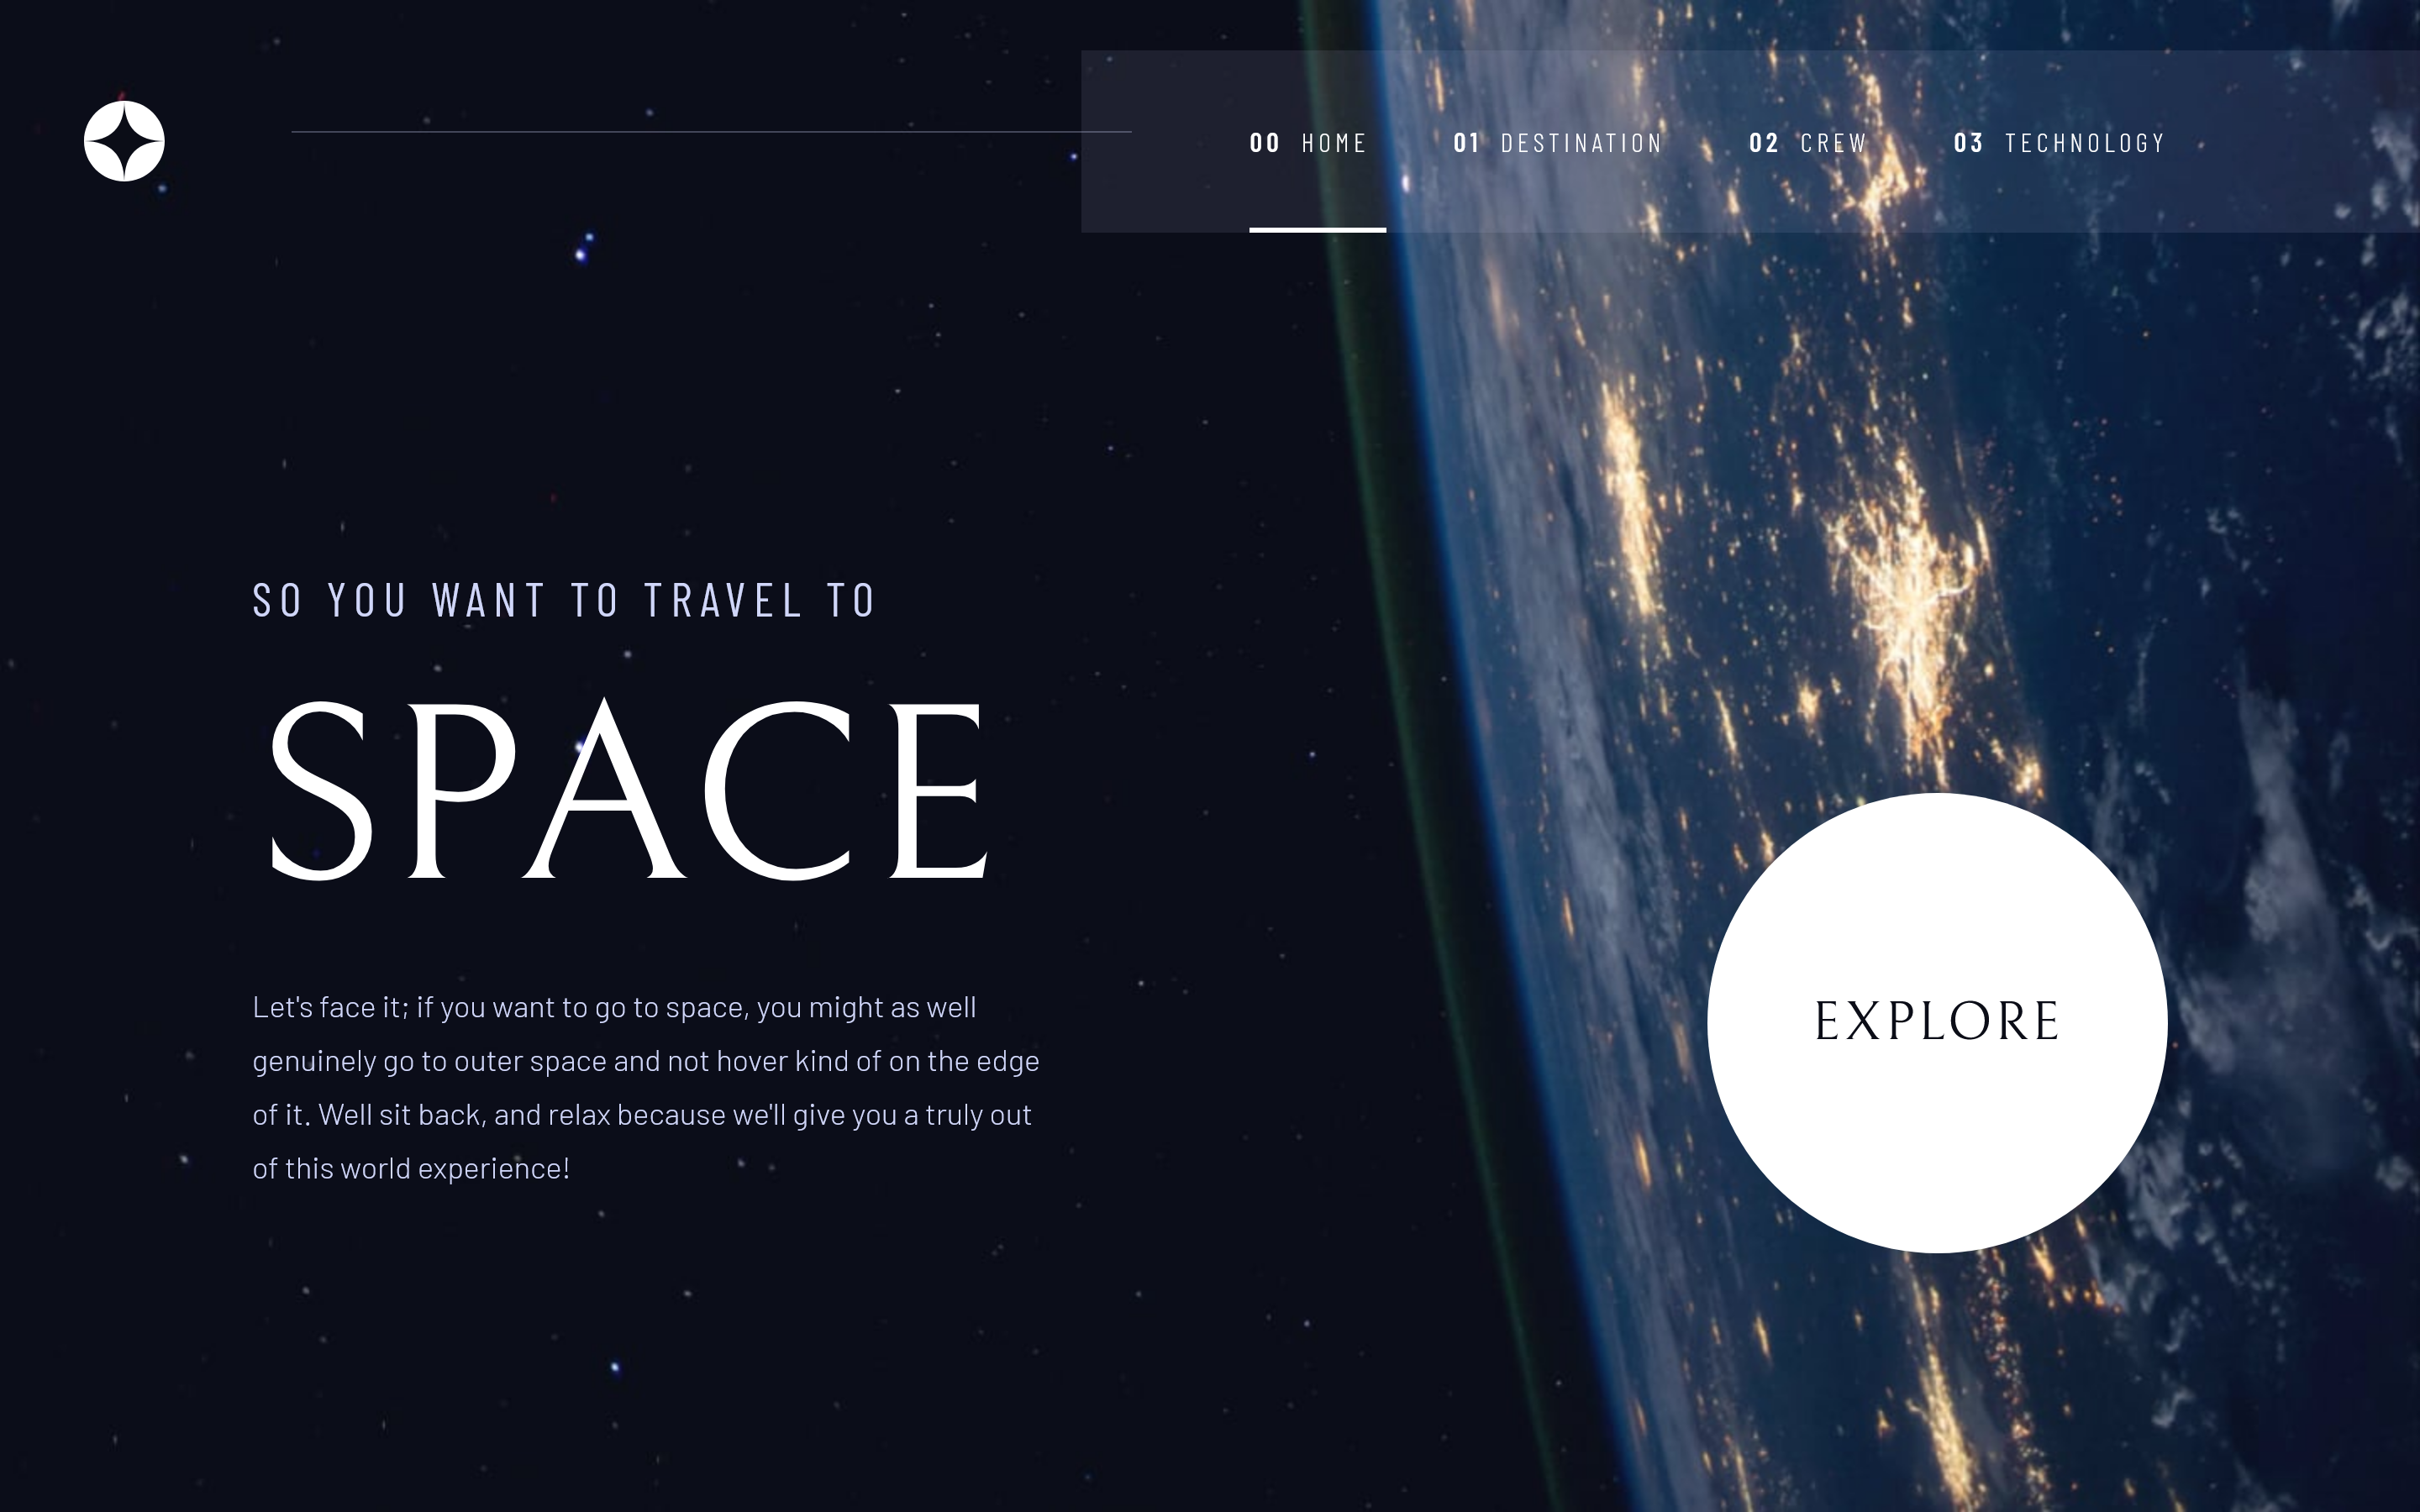 00 HOME 01 DESTINATION 02 CREW 03 TECHNOLOGY
SO YOU WANT TO TRAVEL TO
SPACE
Let's face it; if you want to go to space, you might as well
genuinely go to outer space and not hover kind of on the edge
of it. Well sit back, and relax because we'll give you a truly out
of this world experience!
EXPLORE